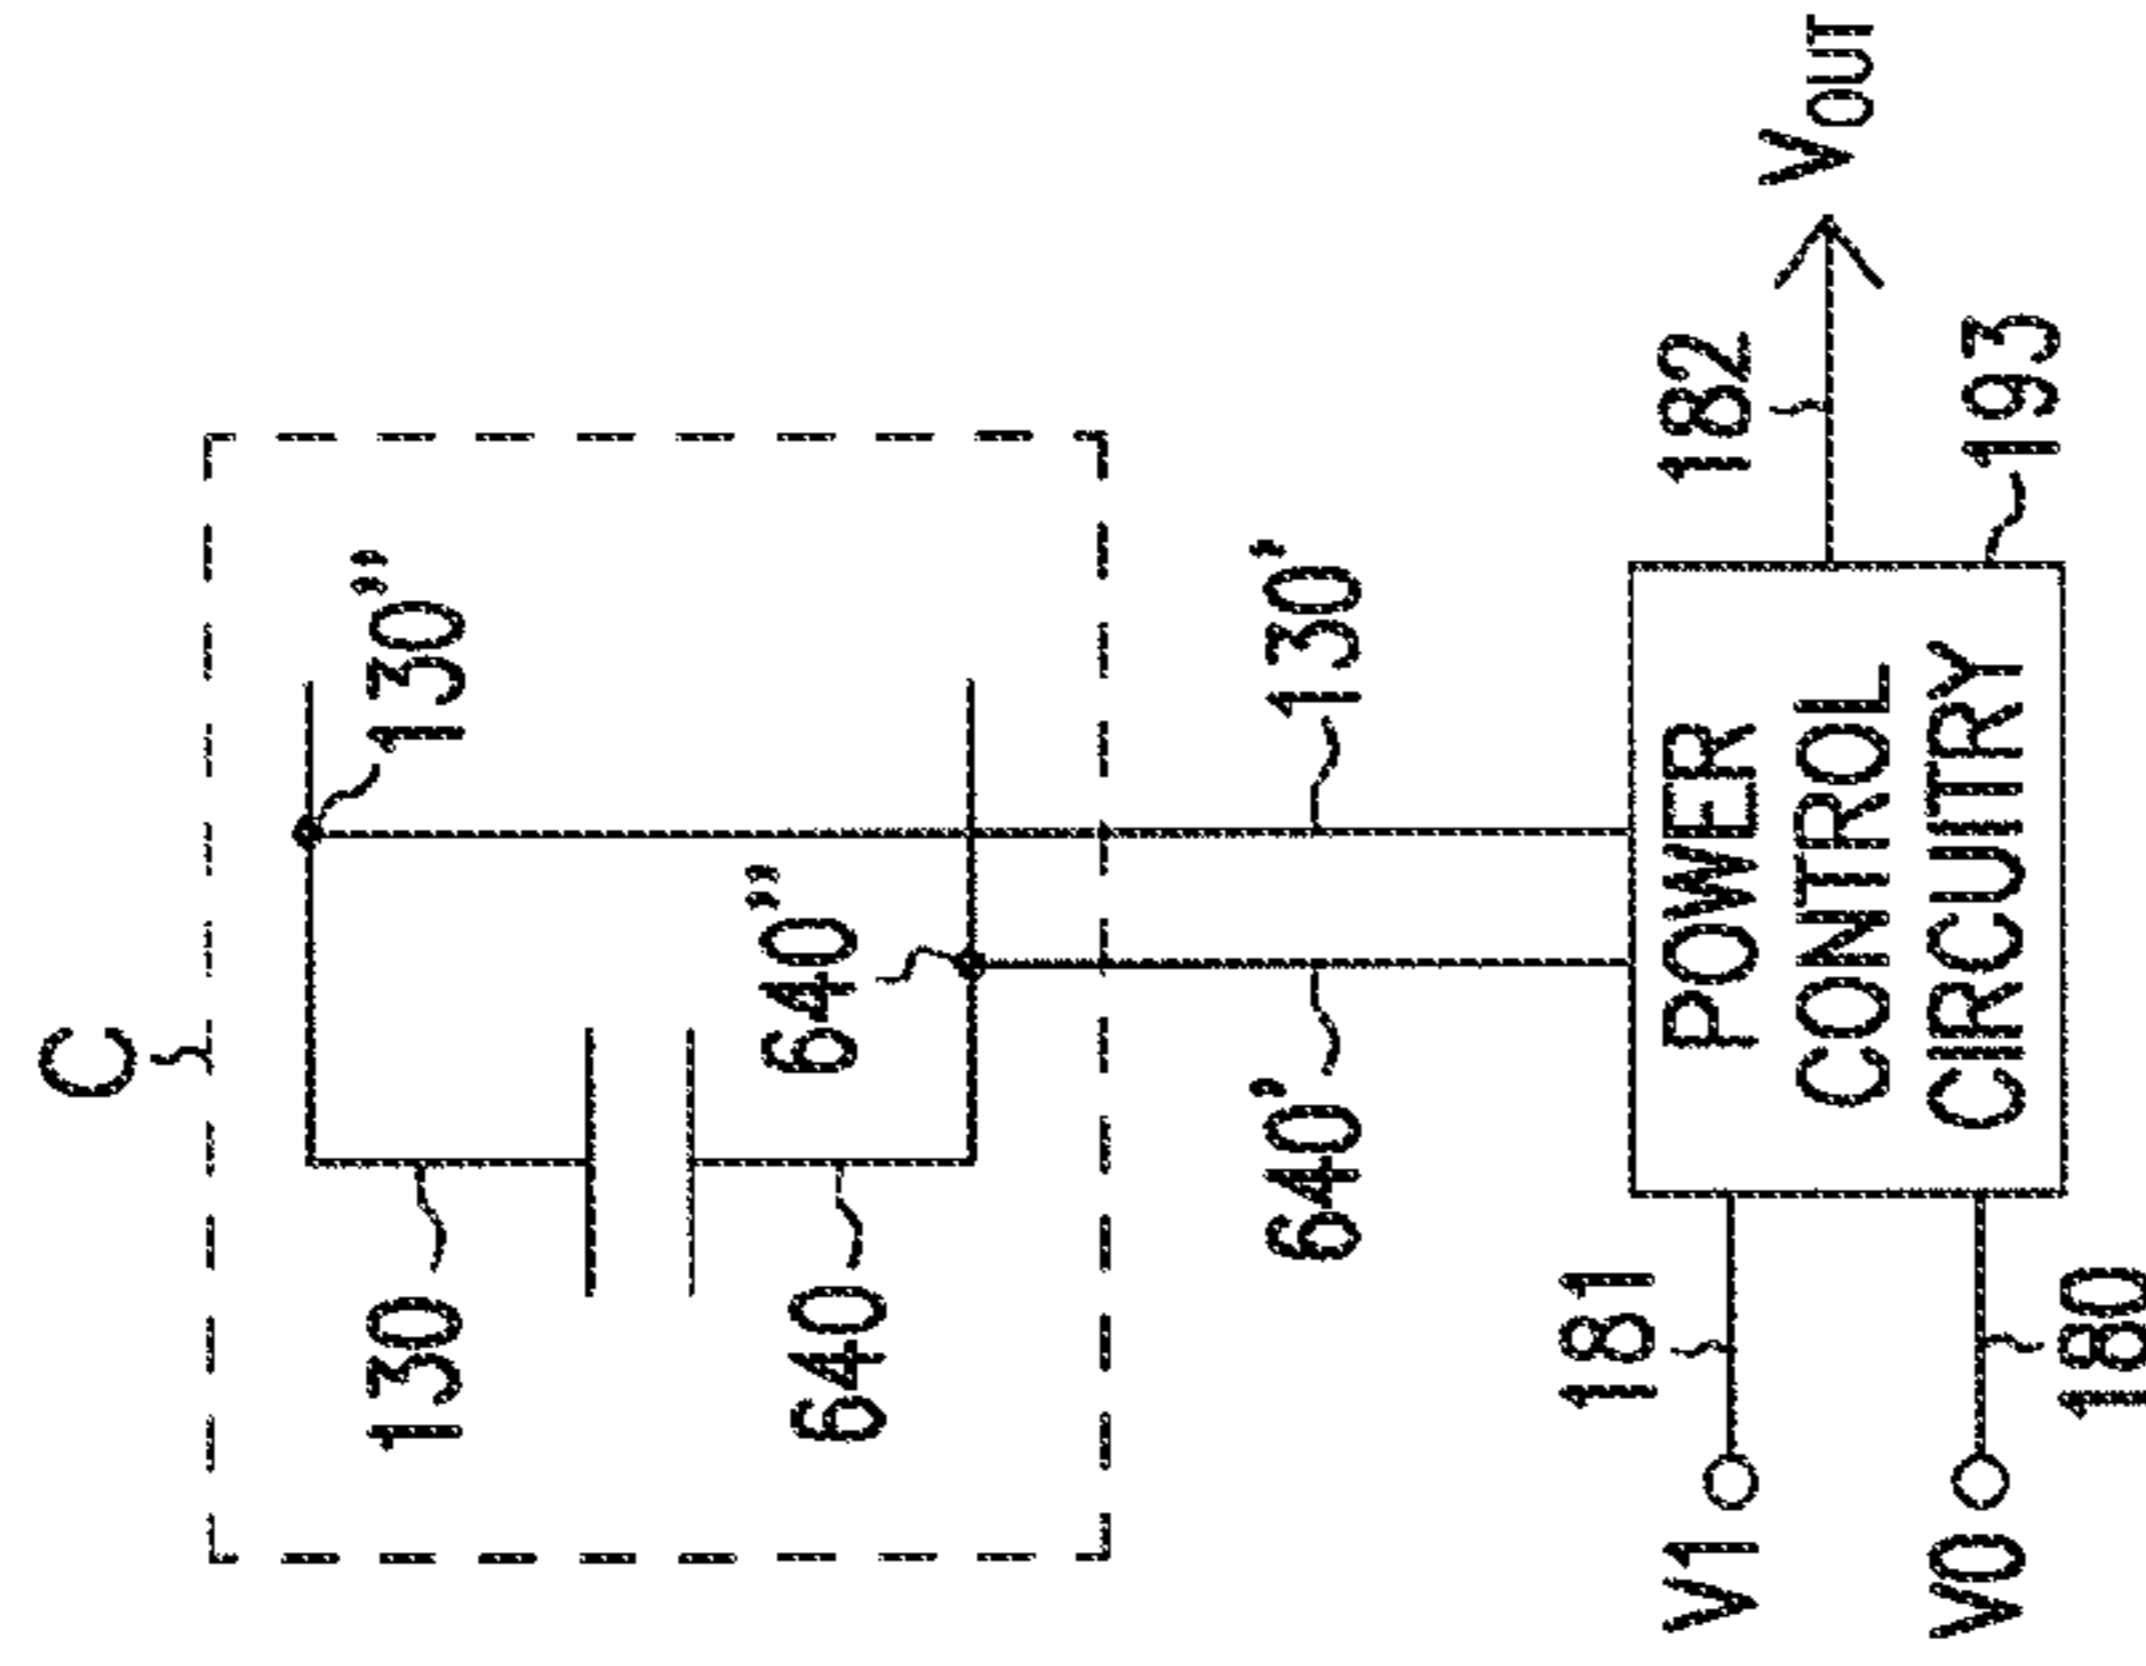 C
130"
130
640"
640
640'
130'
181
182
V1
POWER
CONTROL
CIRCUITRY
VOUT
V0
180
193